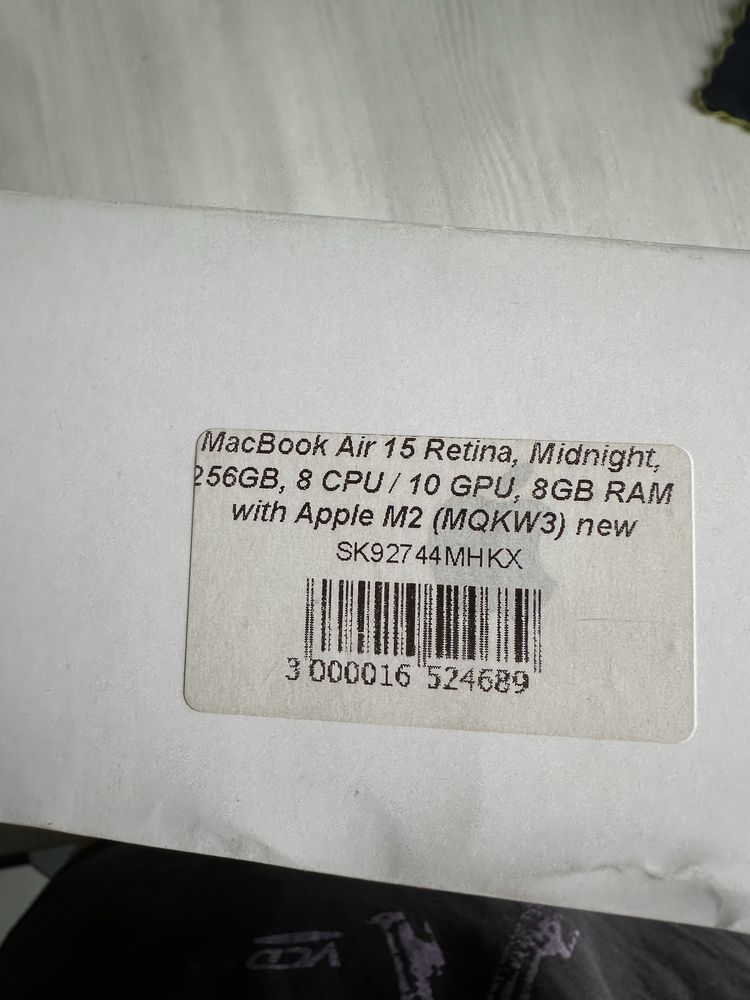 MacBook Air 15 Retina, Midnight,
256GB, 8 CPU / 10 GPU, 8GB RAM
with Apple M2 (MQKW3) new
SK92744MHKX
3 000016 524689